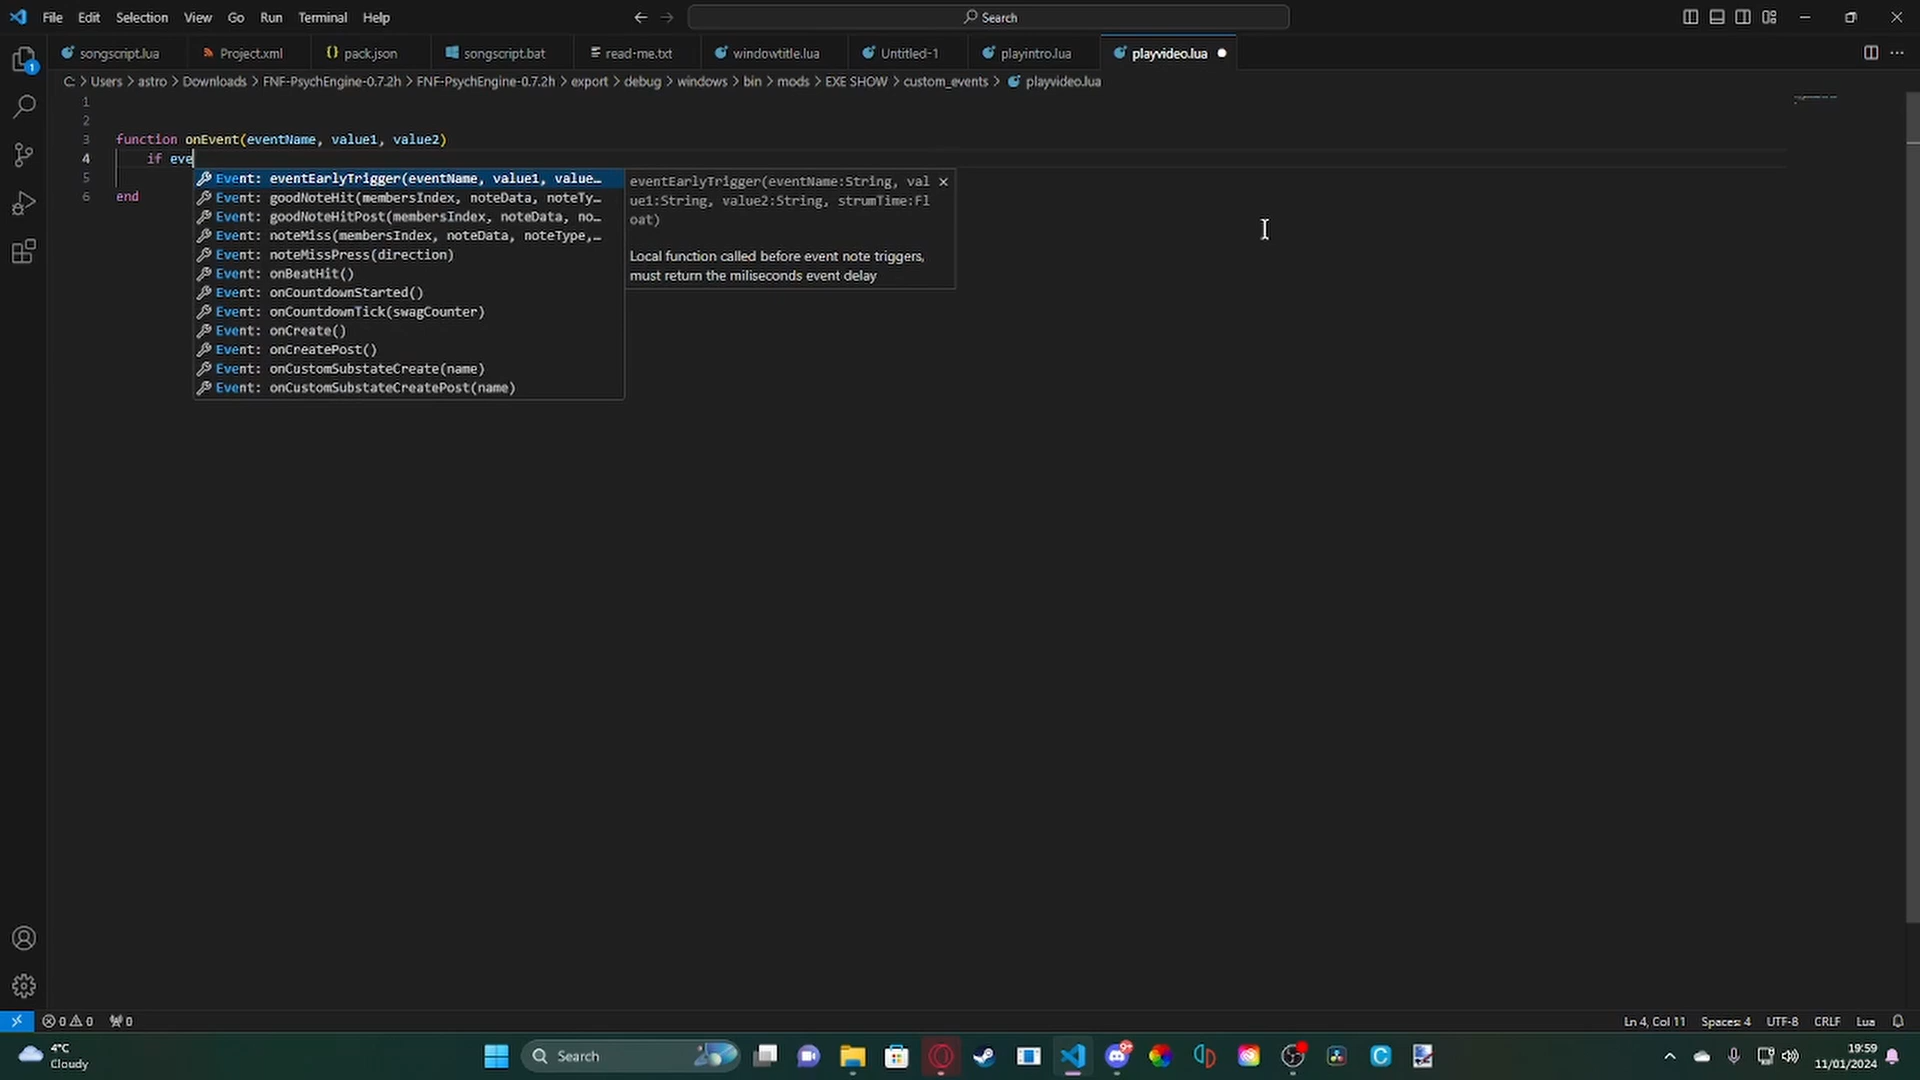 File Edit Selection View Go Run Terminal Help Search
songscript.lua Project.xml pack.json songscript.bat read-me.txt windowtitle.lua Untitled-1 playintro.lua playvideo.lua
C: > Users > astro > Downloads > FNF-PsychEngine-0.7.2h > FNF-PsychEngine-0.7.2h > export > debug > windows > bin > mods > EXE SHOW > custom_events > playvideo.lua
1
2
3 function onEvent(eventName, value1, value2)
4 if eve
5
6 end
Event: eventEarlyTrigger(eventName, value1, value…
Event: goodNoteHit(membersIndex, noteData, noteTy…
Event: goodNoteHitPost(membersIndex, noteData, no…
Event: noteMiss(membersIndex, noteData, noteType,…
Event: noteMissPress(direction)
Event: onBeatHit()
Event: onCountdownStarted()
Event: onCountdownTick(swagCounter)
Event: onCreate()
Event: onCreatePost()
Event: onCustomSubstateCreate(name)
Event: onCustomSubstateCreatePost(name)
eventEarlyTrigger(eventName:String, val
ue1:String, value2:String, strumTime:Fl
oat)
Local function called before event note triggers,
must return the miliseconds event delay
1
0 0 0 Ln 4, Col 11 Spaces: 4 UTF-8 CRLF Lua
4°C
Cloudy
Search
9+
19:59
11/01/2024